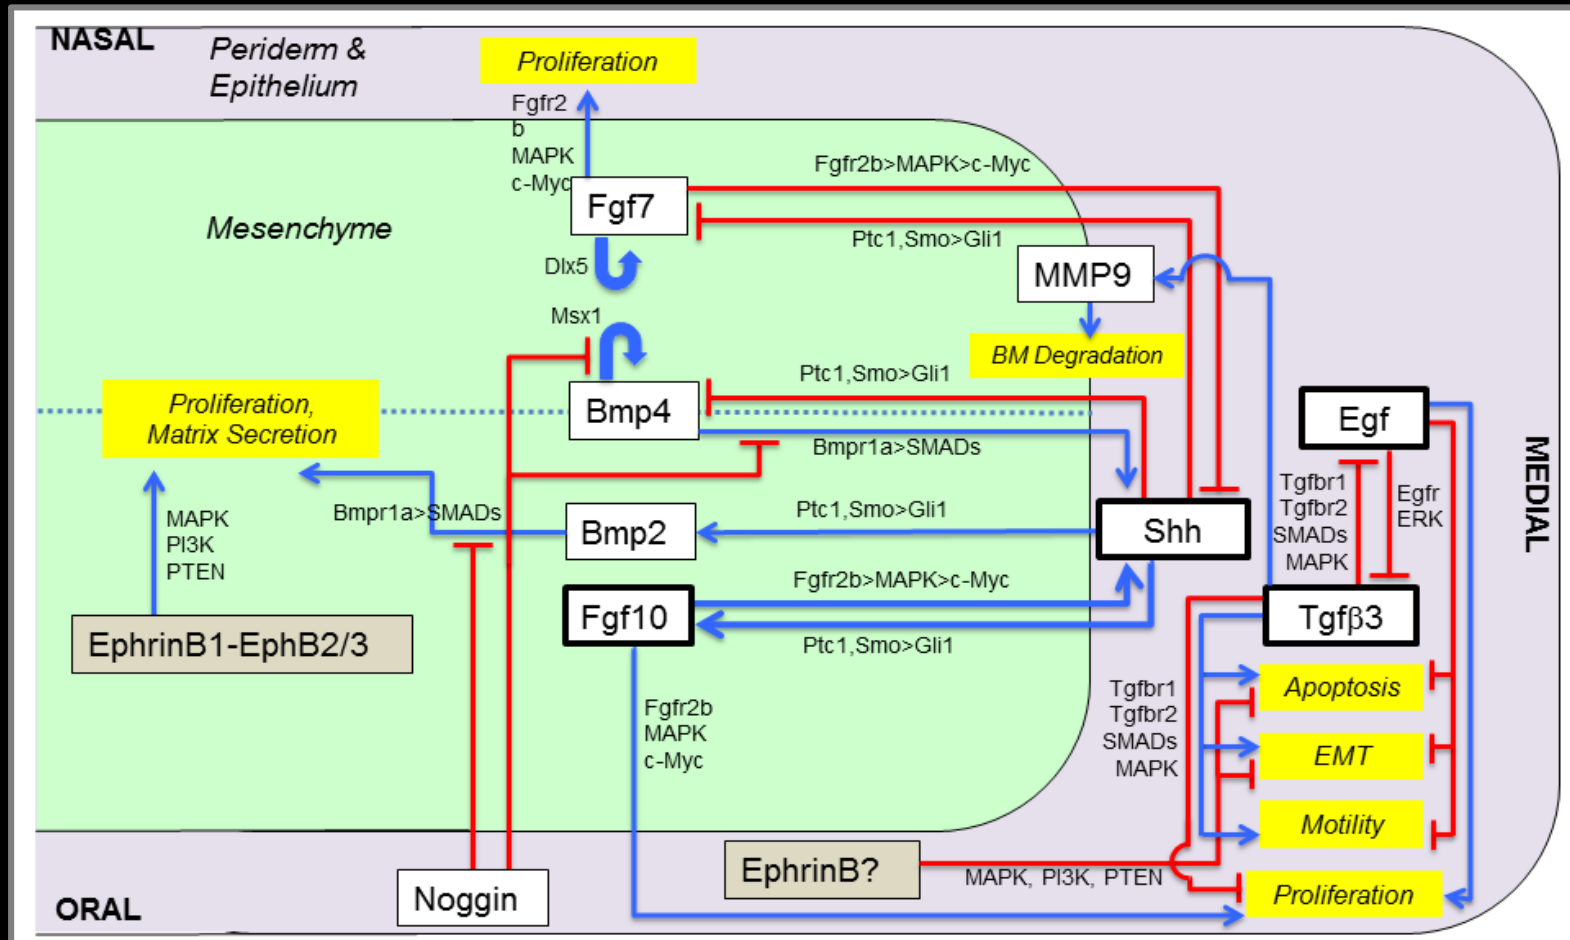 NASAL
Periderm &
Epithelium
Proliferation
Fgfr2
b
MAPK
c-Myc
Fgfr2b>MAPK>c-Myc
Fgf7
Mesenchyme
Ptc1,Smo>Gli1
Dlx5
MMP9
Msx1
BM Degradation
Ptc1,Smo>Gli1
Proliferation,
Matrix Secretion
Bmp4
Egf
Bmpr1a>SMADs
MEDIAL
Tgfbr1
Tgfbr2
SMADs
MAPK
Egfr
ERK
MAPK
PI3K
PTEN
Bmpr1a>SMADs
Ptc1,Smo>Gli1
Bmp2
Shh
Fgfr2b>MAPK>c-Myc
Fgf10
Tgfβ3
EphrinB1-EphB2/3
Ptc1,Smo>Gli1
Apoptosis
Tgfbr1
Tgfbr2
SMADs
MAPK
Fgfr2b
MAPK
c-Myc
EMT
Motility
EphrinB?
MAPK, PI3K, PTEN
Proliferation
Noggin
ORAL